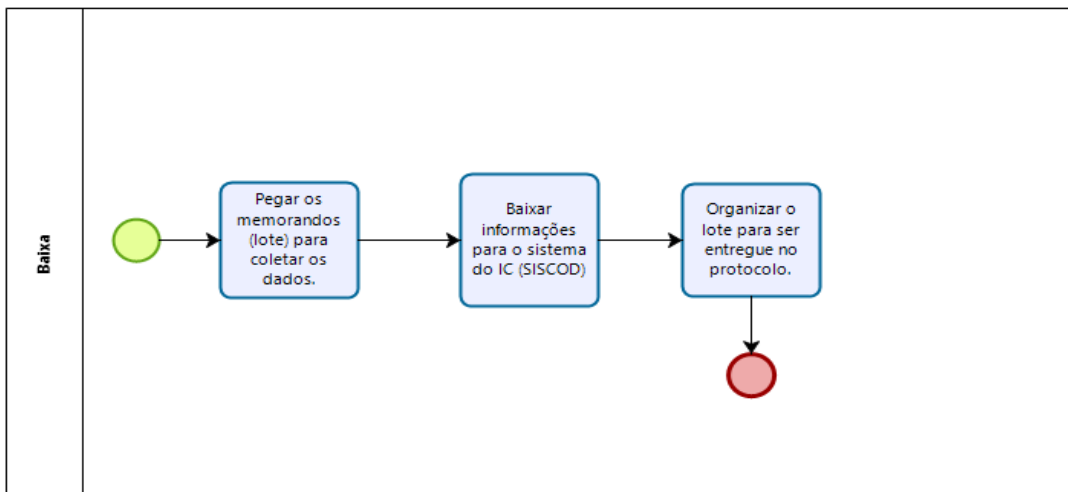 Baixa
Pegar os
memorandos
(lote) para
coletar os
dados.
Baixar
informações
para o sistema
do IC (SISCOD)
Organizar o
lote para ser
entregue no
protocolo.